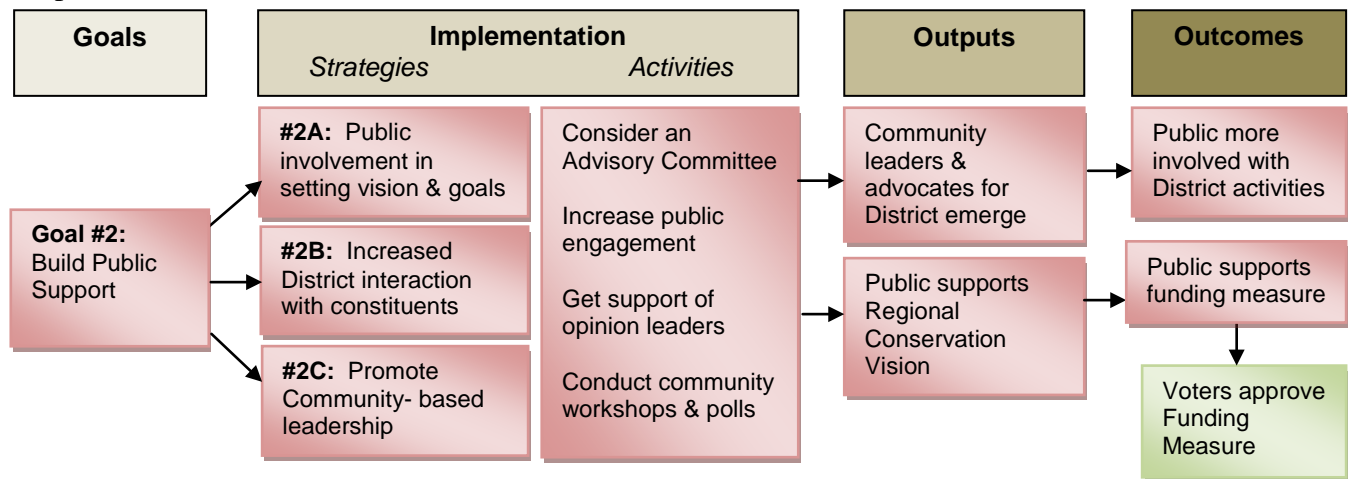 Goals
Implementation
Strategies Activities
Outputs
Outcomes
Goal #2:
Build Public
Support
#2A: Public
involvement in
setting vision & goals
#2B: Increased
District interaction
with constituents
#2C: Promote
Community- based
leadership
Consider an
Advisory Committee
Increase public
engagement
Get support of
opinion leaders
Conduct community
workshops & polls
Community
leaders &
advocates for
District emerge
Public supports
Regional
Conservation
Vision
Public more
involved with
District activities
Public supports
funding measure
Voters approve
Funding
Measure